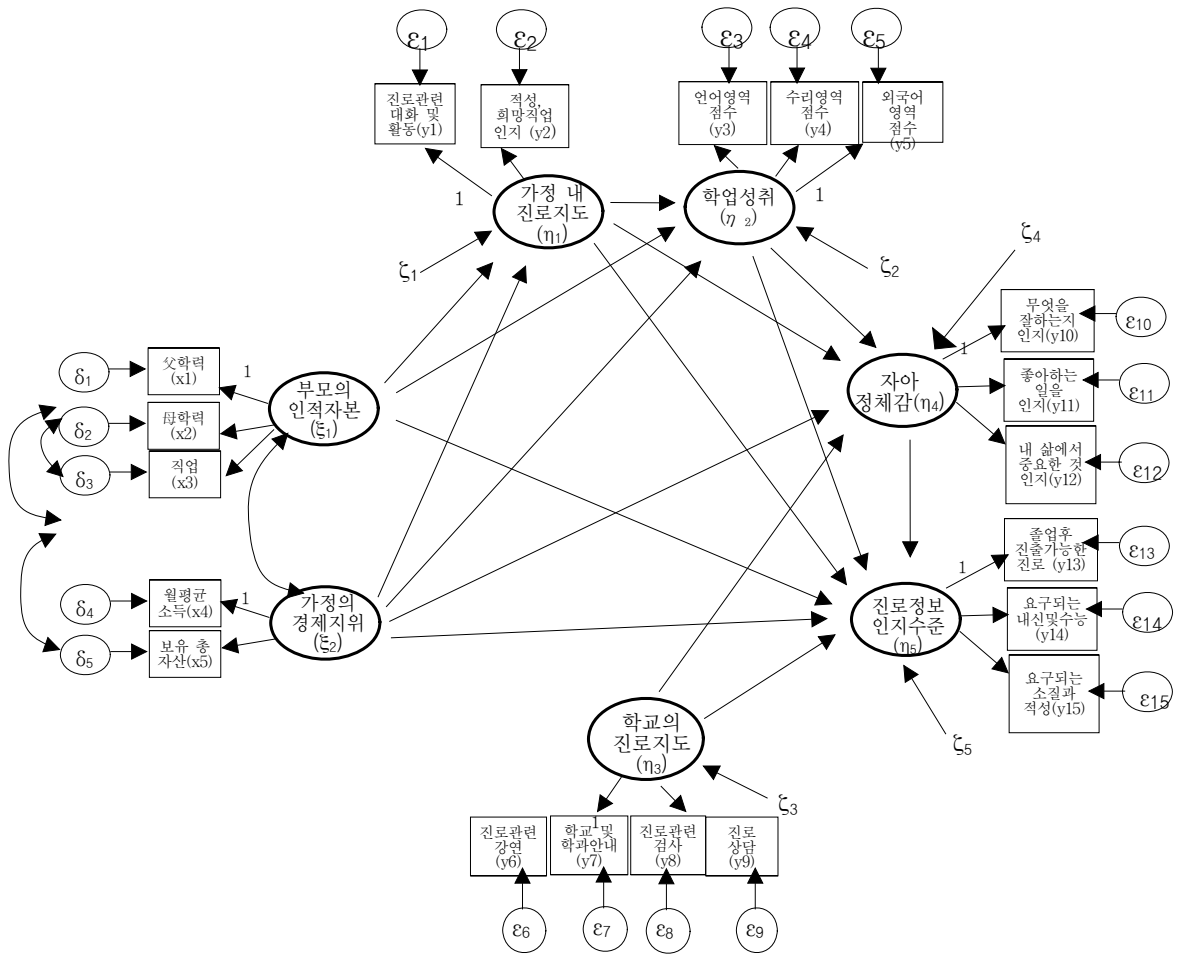 ε1
ε2
ε3
ε4
ε5
진로관련
대화 및
활동(y1)
적성,
희망직업
인지 (y2)
언어영역
점수
(y3)
수리영역
점수
(y4)
외국어
영역
점수
(y5)
1
가정 내
진로지도
(η1)
학업성취
(η 2)
1
ζ1
ζ2
ζ4
무엇을
잘하는지
인지(y10)
ε10
1
δ1
父학력
(x1)
1
부모의
인적자본
(ξ1)
자아
정체감(η4)
좋아하는
일을
인지(y11)
ε11
δ2
母학력
(x2)
δ3
직업
(x3)
내 삶에서
중요한 것
인지(y12)
ε12
졸업후
진출가능한
진로 (y13)
ε13
1
δ4
월평균
소득(x4)
1
가정의
경제지위
(ξ2)
진로정보
인지수준
(η5)
요구되는
내신및수능
(y14)
ε14
δ5
보유 총
자산(x5)
요구되는
소질과
적성(y15)
ε15
학교의
진로지도
(η3)
ζ5
ζ3
진로관련
강연
(y6)
1
학교 및
학과안내
(y7)
진로관련
검사
(y8)
진로
상담
(y9)
ε6
ε7
ε8
ε9